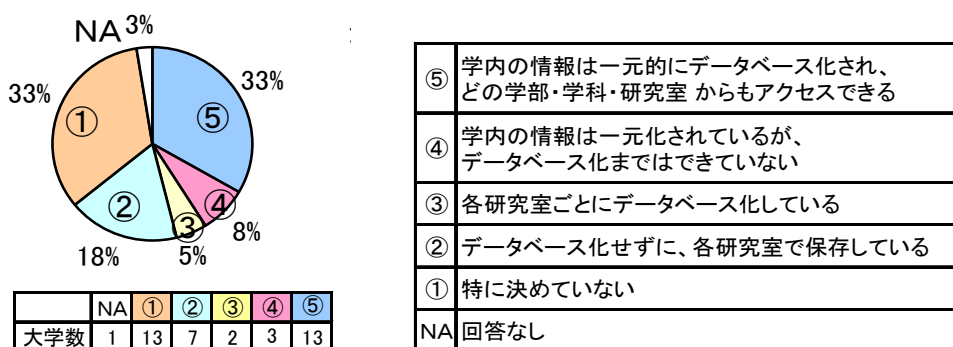 NA 3%
33%
33%
①
⑤
②
③
④
8%
18%
5%
NA ① ② ③ ④ ⑤
大学数 1 13 7 2 3 13
⑤ 学内の情報は一元的にデータベース化され、
どの学部・学科・研究室 からもアクセスできる
④ 学内の情報は一元化されているが、
データベース化まではできていない
③ 各研究室ごとにデータベース化している
② データベース化せずに、各研究室で保存している
① 特に決めていない
NA 回答なし